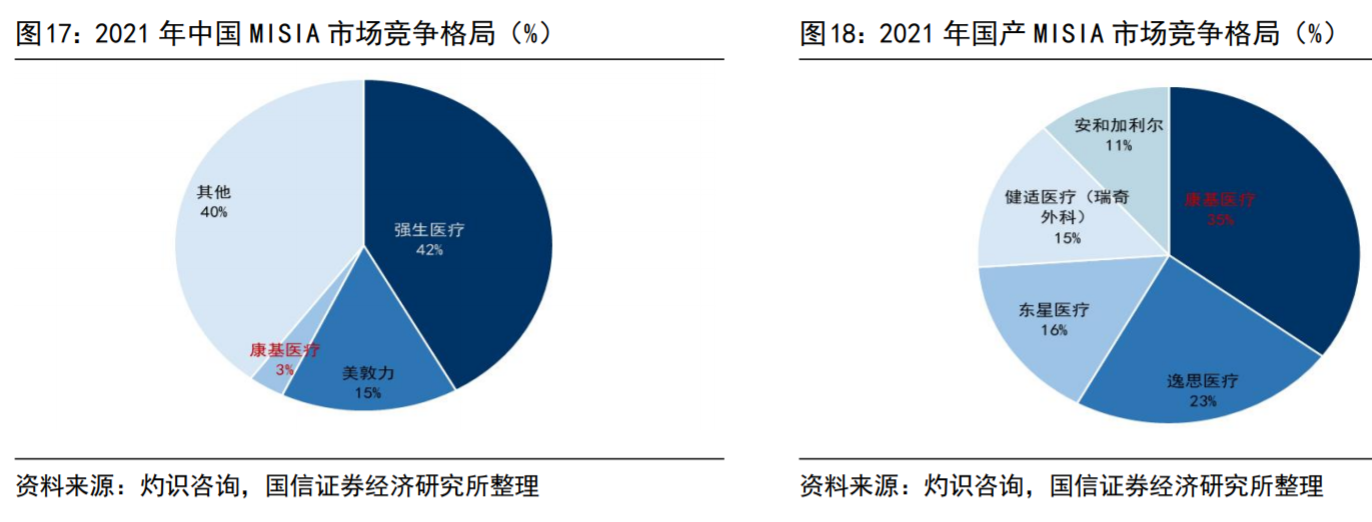 图17：2021 年中国 MISIA 市场竞争格局（%）
其他
40%
强生医疗
42%
康基医疗
3%
美敦力
15%
资料来源：灼识咨询，国信证券经济研究所整理
图18：2021 年国产 MISIA 市场竞争格局（%）
安和加利尔
11%
康基医疗
35%
健适医疗（瑞奇
外科）
15%
东星医疗
16%
逸思医疗
23%
资料来源：灼识咨询，国信证券经济研究所整理